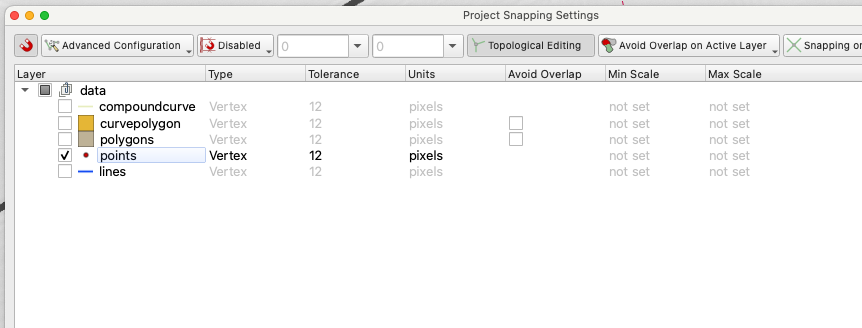 Project Snapping Settings
Advanced Configuration Disabled 0 0 Topological Editing Avoid Overlap on Active Layer Snapping on
Layer Type Tolerance Units Avoid Overlap Min Scale Max Scale
data
compoundcurve Vertex 12 pixels not set not set
curvepolygon Vertex 12 pixels not set not set
polygons Vertex 12 pixels not set not set
points Vertex 12 pixels not set not set
lines Vertex 12 pixels not set not set